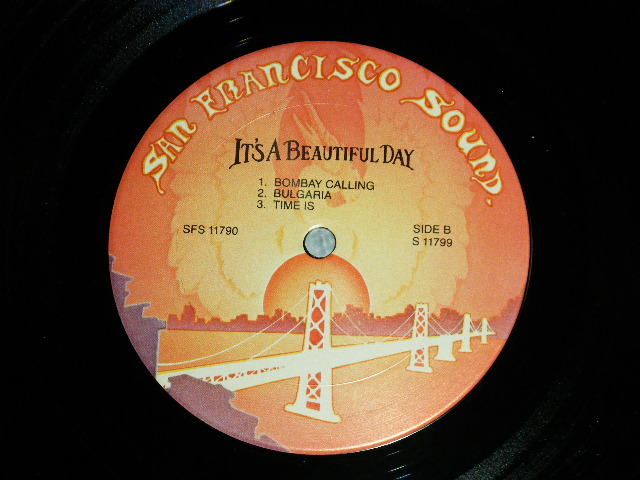 SAN FRANCISCO SOUND.
IT'S A BEAUTIFUL DAY
1. BOMBAY CALLING
2. BULGARIA
3. TIME IS
SFS 11790
SIDE B
S 11799